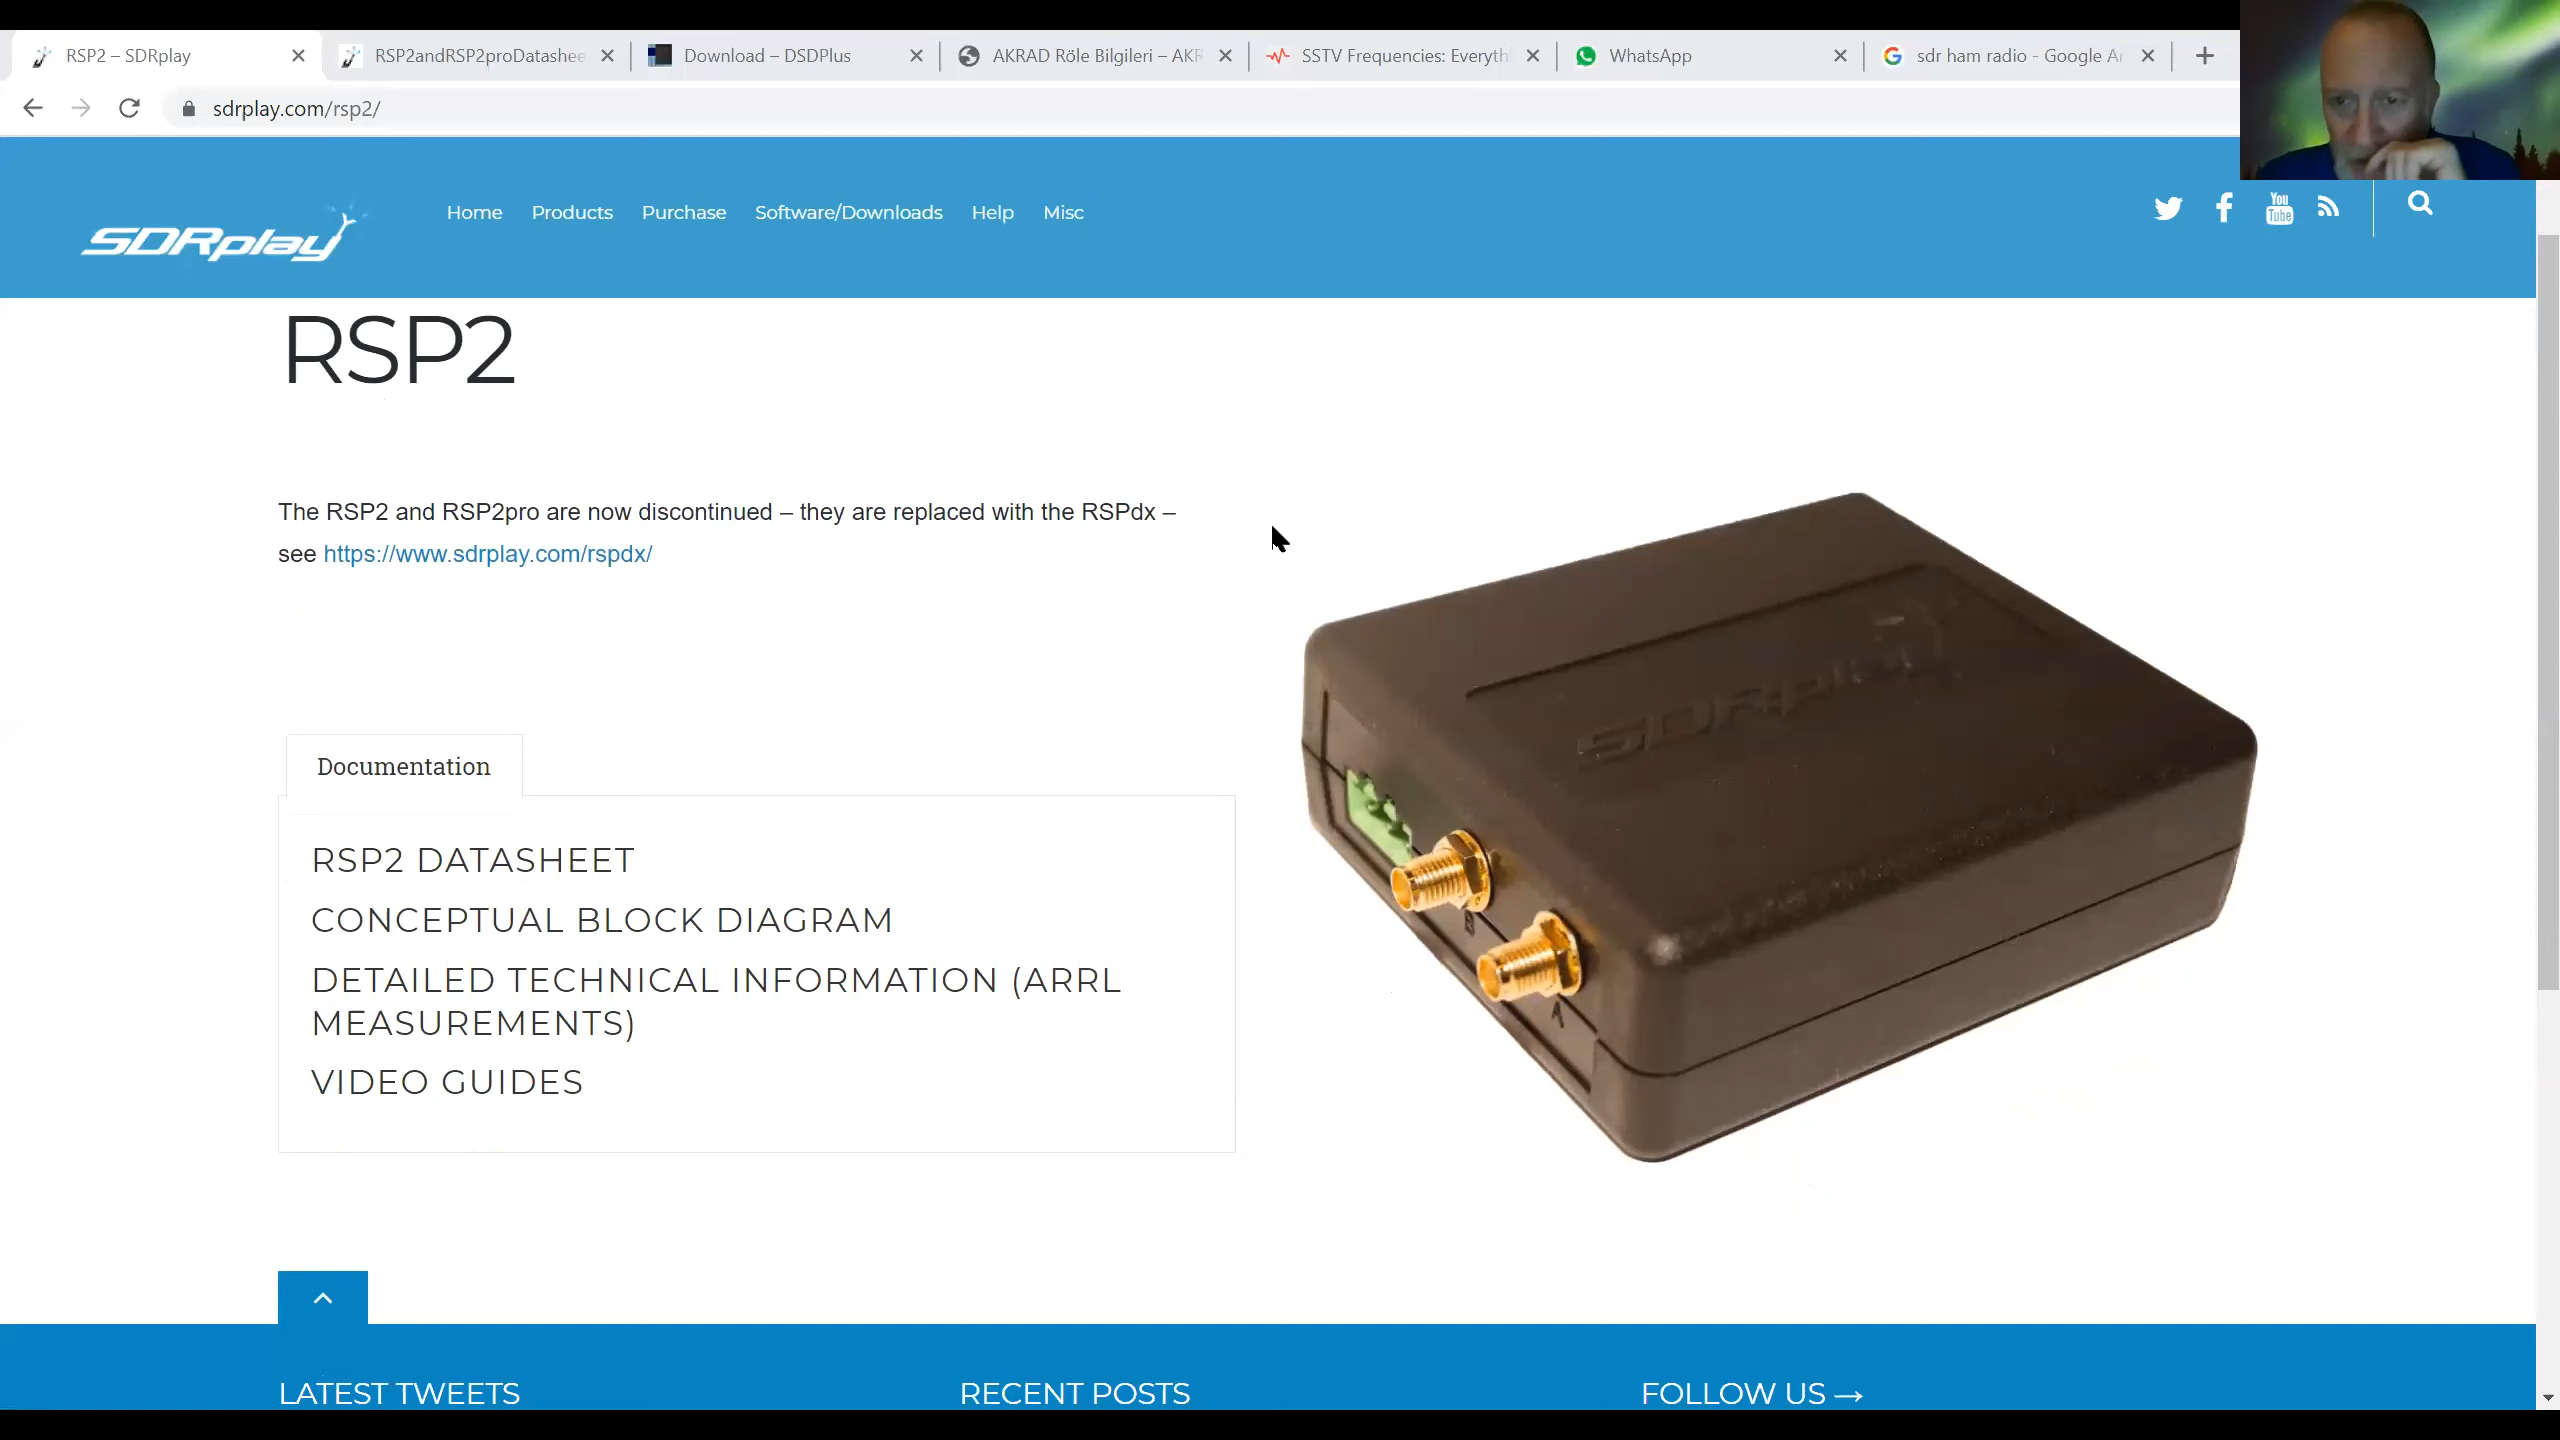 RSP2 – SDRplay
RSP2andRSP2proDatashee
Download – DSDPlus
AKRAD Röle Bilgileri – AKR
SSTV Frequencies: Everyth
WhatsApp
sdr ham radio - Google Ar
sdrplay.com/rsp2/
SDRplay
Home
Products
Purchase
Software/Downloads
Help
Misc
You
Tube
RSP2
The RSP2 and RSP2pro are now discontinued – they are replaced with the RSPdx –
see https://www.sdrplay.com/rspdx/
Documentation
RSP2 DATASHEET
CONCEPTUAL BLOCK DIAGRAM
DETAILED TECHNICAL INFORMATION (ARRL
MEASUREMENTS)
VIDEO GUIDES
SDRplay
B
A
LATEST TWEETS
RECENT POSTS
FOLLOW US →